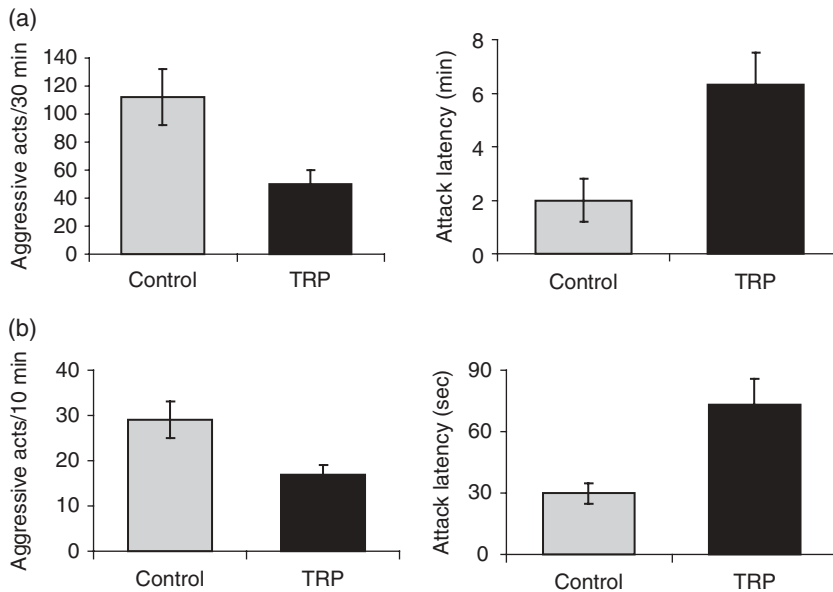 (a)
Aggressive acts/30 min
140
120
100
80
60
40
20
0
Control
TRP
Attack latency (min)
8
6
4
2
0
Control
TRP
(b)
Aggressive acts/10 min
40
30
20
10
0
Control
TRP
Attack latency (sec)
90
60
30
0
Control
TRP